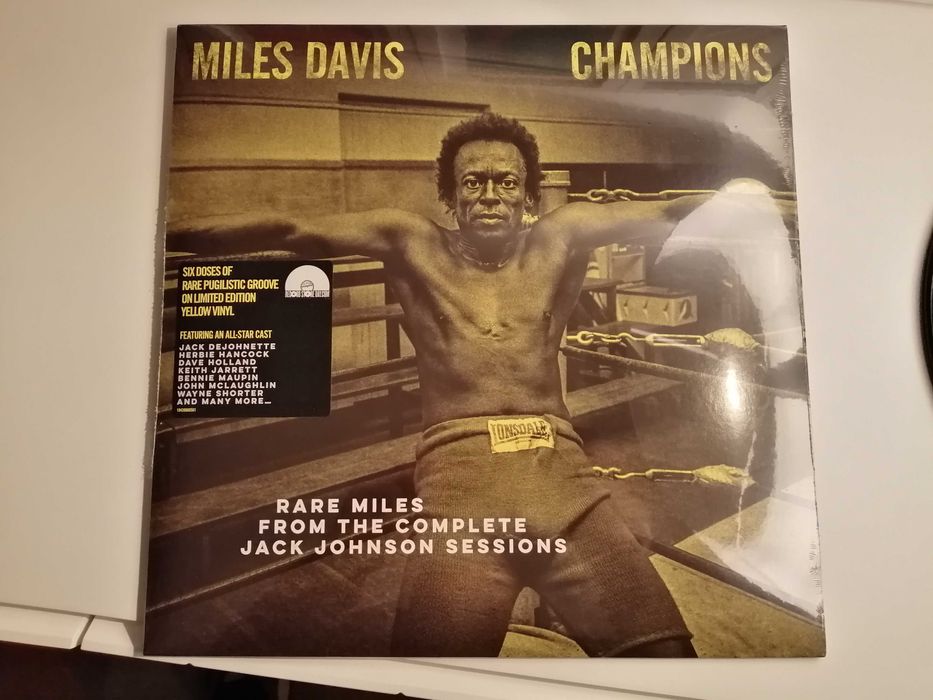 MILES DAVIS CHAMPIONS
SIX DOSES OF
RARE PUGILISTIC GROOVE
ON LIMITED EDITION
YELLOW VINYL
FEATURING AN ALL-STAR CAST
JACK DEJOHNETTE
HERBIE HANCOCK
DAVE HOLLAND
KEITH JARRETT
BENNIE MAUPIN
JOHN MCLAUGHLIN
WAYNE SHORTER
AND MANY MORE...
LONSDALE
RARE MILES
FROM THE COMPLETE
JACK JOHNSON SESSIONS